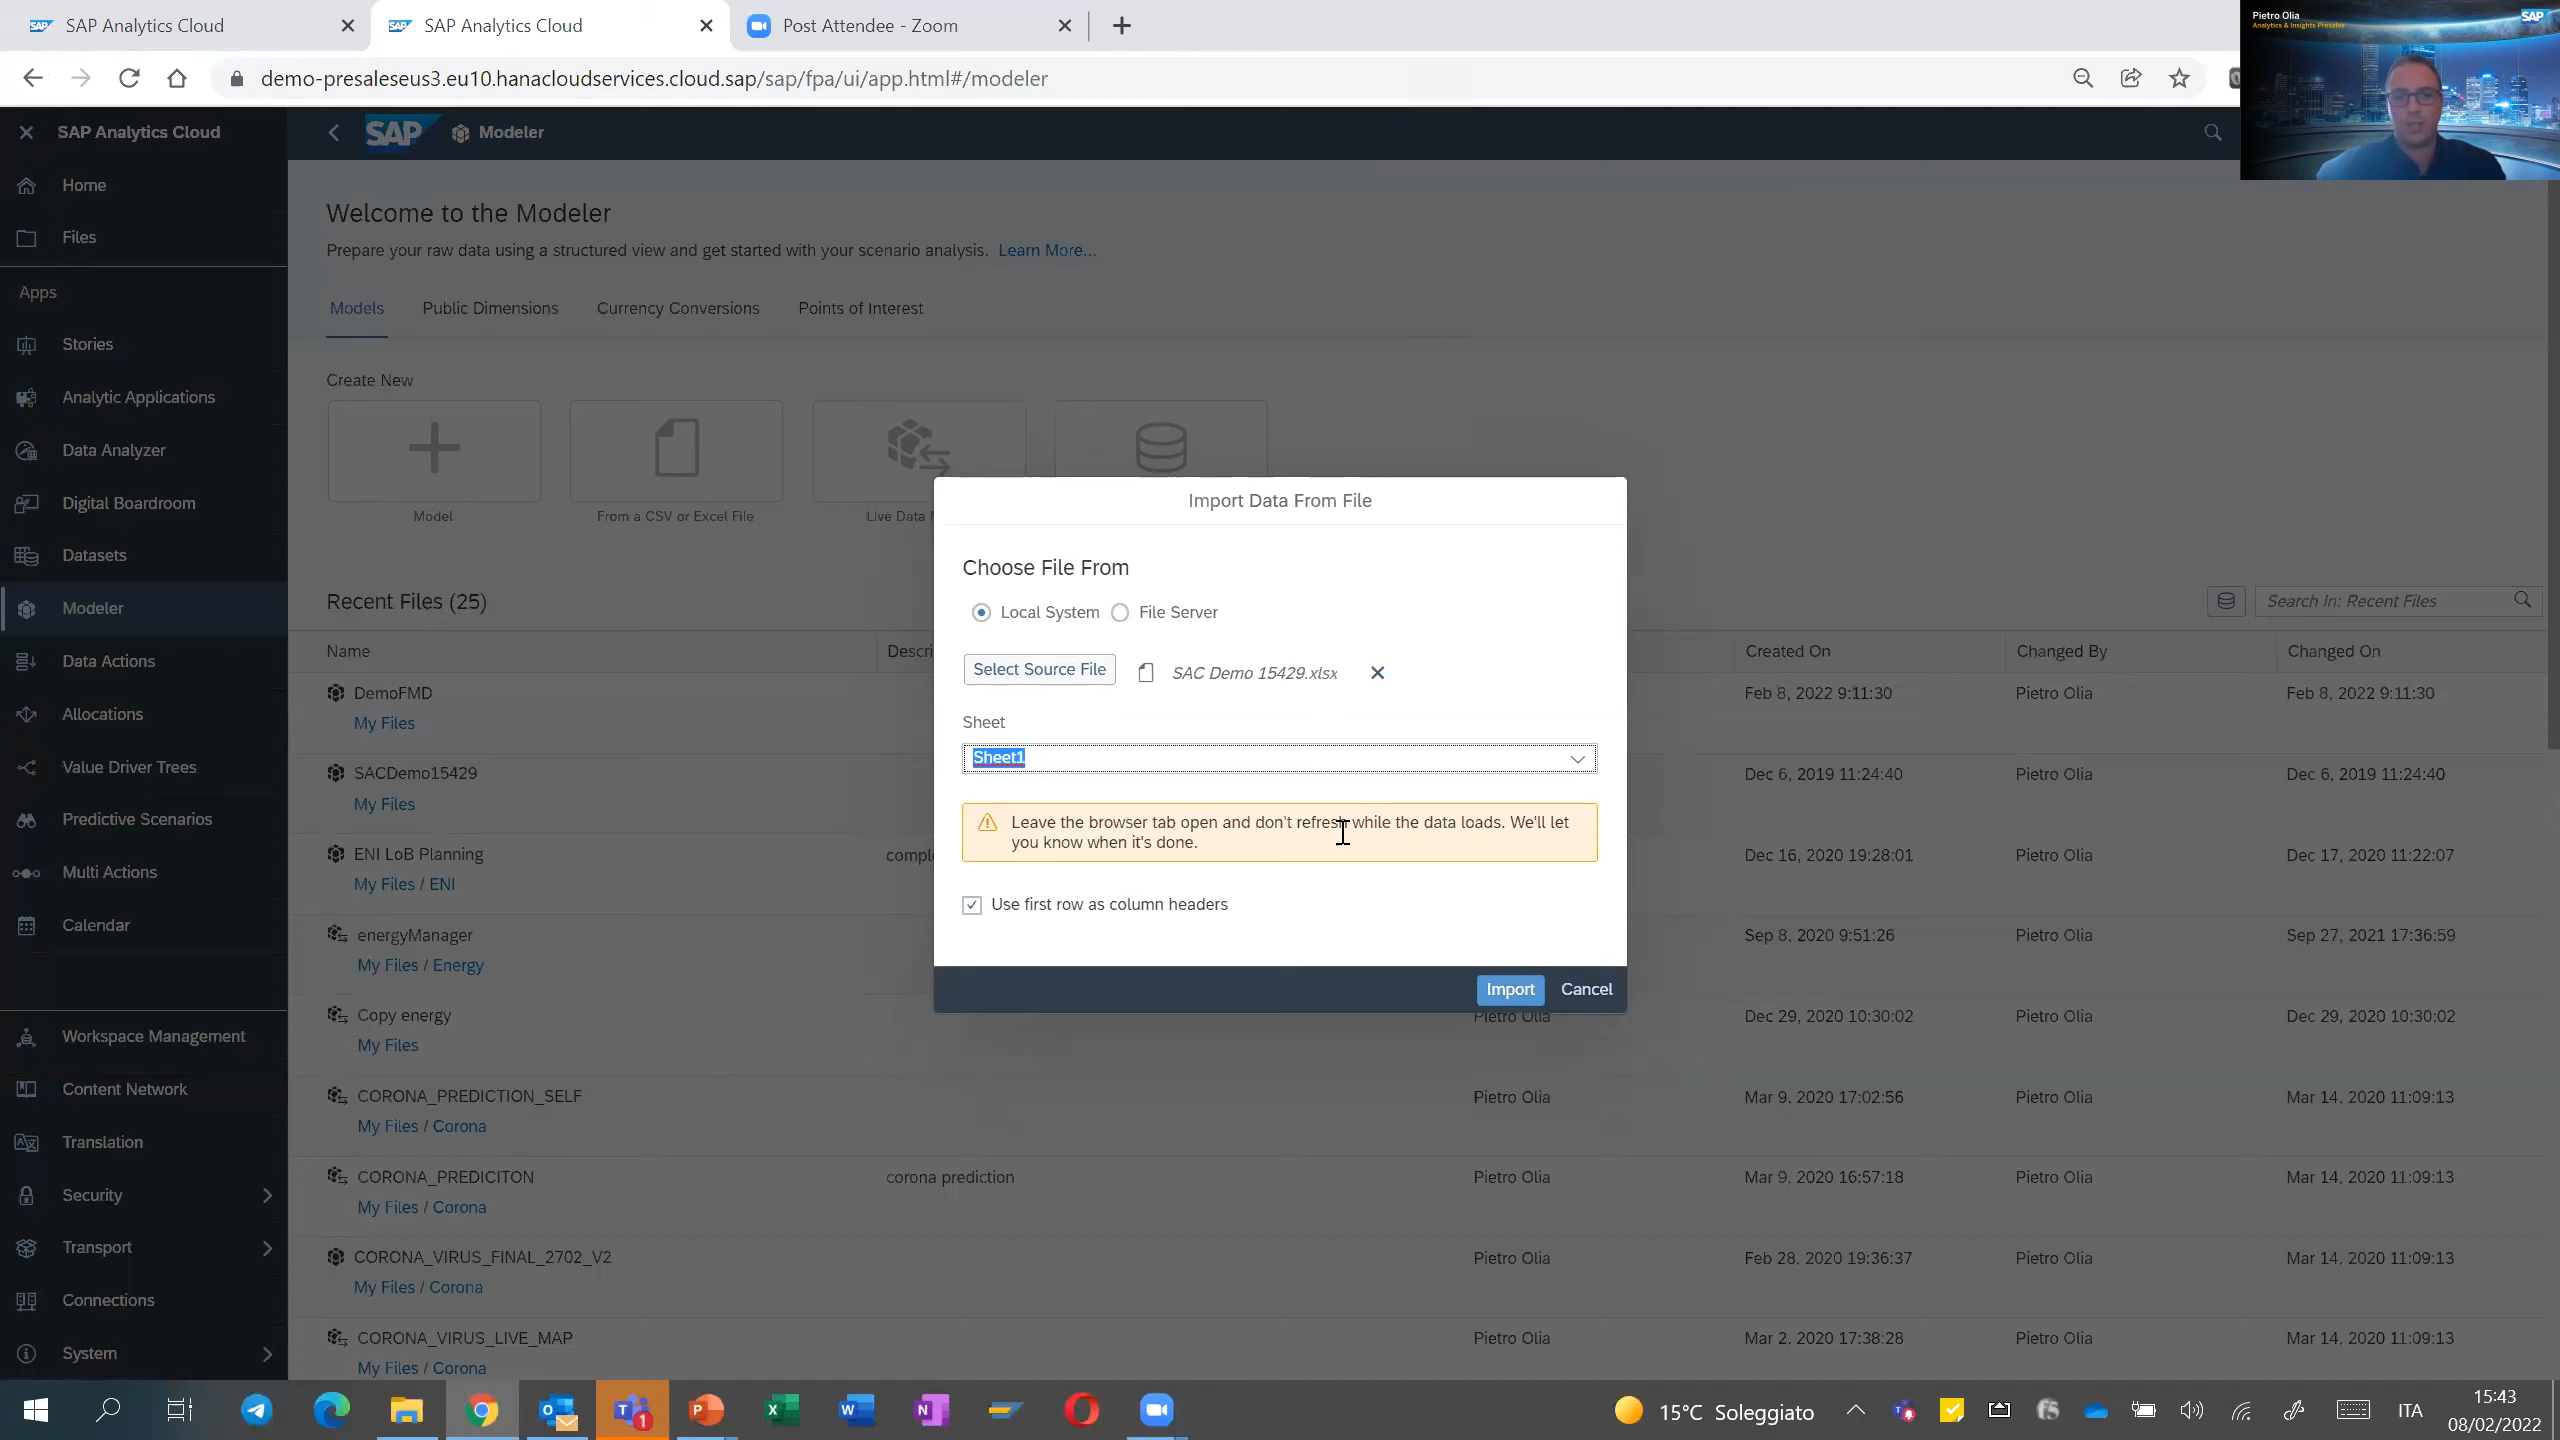 SAP Analytics Cloud
SAP Analytics Cloud
Post Attendee - Zoom
demo-presaleseus3.eu10.hanacloudservices.cloud.sap/sap/fpa/ui/app.html#/modeler
Pietro Olia
Analytics & Insights Presales
SAP
SAP Analytics Cloud
SAP Modeler
Home
Files
Apps
Stories
Analytic Applications
Data Analyzer
Digital Boardroom
Datasets
Modeler
Data Actions
Allocations
Value Driver Trees
Predictive Scenarios
Multi Actions
Calendar
Workspace Management
Content Network
Translation
Security
Transport
Connections
System
Welcome to the Modeler
Prepare your raw data using a structured view and get started with your scenario analysis. Learn More...
Models Public Dimensions Currency Conversions Points of Interest
Create New
Model From a CSV or Excel File Live Data
Recent Files (25)
Search In: Recent Files
Name Descri Created On Changed By Changed On
DemoFMD Feb 8, 2022 9:11:30 Pietro Olia Feb 8, 2022 9:11:30
My Files
SACDemo15429 Dec 6, 2019 11:24:40 Pietro Olia Dec 6, 2019 11:24:40
My Files
ENI LoB Planning comple Dec 16, 2020 19:28:01 Pietro Olia Dec 17, 2020 11:22:07
My Files / ENI
energyManager Sep 8, 2020 9:51:26 Pietro Olia Sep 27, 2021 17:36:59
My Files / Energy
Copy energy Pietro Olia Dec 29, 2020 10:30:02 Pietro Olia Dec 29, 2020 10:30:02
My Files
CORONA_PREDICTION_SELF Pietro Olia Mar 9, 2020 17:02:56 Pietro Olia Mar 14, 2020 11:09:13
My Files / Corona
CORONA_PREDICITON corona prediction Pietro Olia Mar 9, 2020 16:57:18 Pietro Olia Mar 14, 2020 11:09:13
My Files / Corona
CORONA_VIRUS_FINAL_2702_V2 Pietro Olia Feb 28, 2020 19:36:37 Pietro Olia Mar 14, 2020 11:09:13
My Files / Corona
CORONA_VIRUS_LIVE_MAP Pietro Olia Mar 2, 2020 17:38:28 Pietro Olia Mar 14, 2020 11:09:13
My Files / Corona
Import Data From File
Choose File From
Local System File Server
Select Source File SAC Demo 15429.xlsx
Sheet
Sheet1
Leave the browser tab open and don't refresh while the data loads. We'll let
you know when it's done.
Use first row as column headers
Import Cancel
15°C Soleggiato
ITA
15:43
08/02/2022